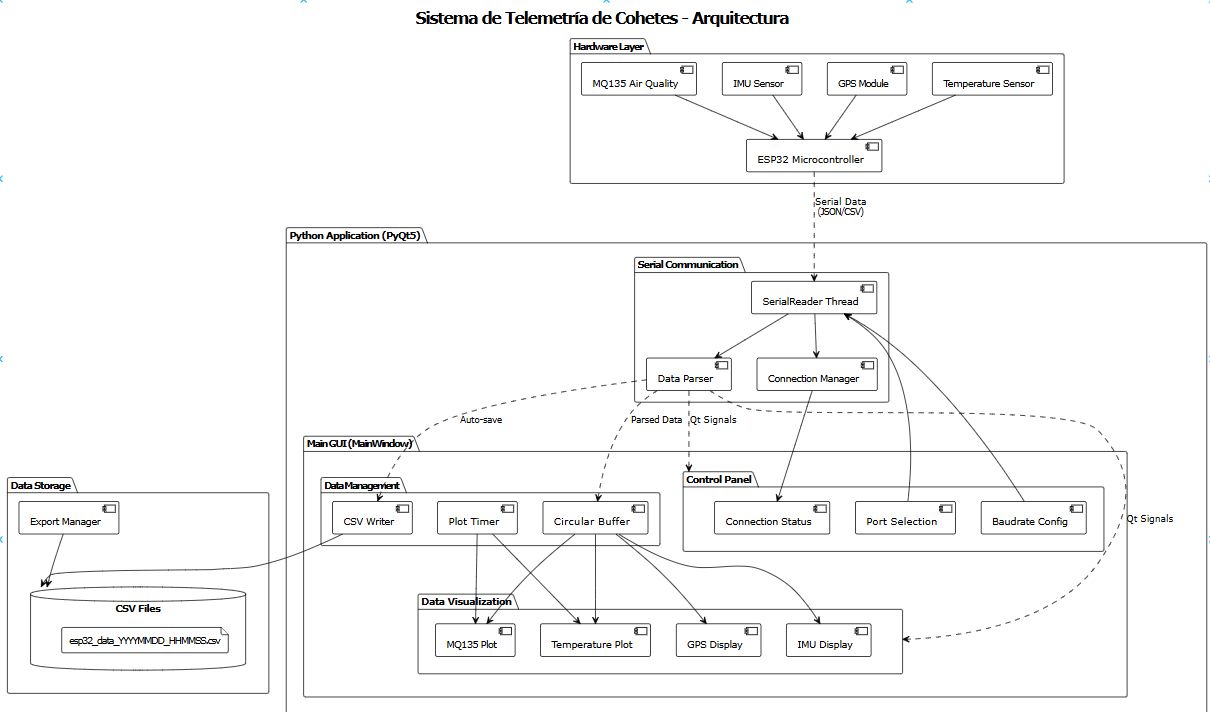 Sistema de Telemetría de Cohetes - Arquitectura
Hardware Layer
MQ135 Air Quality
IMU Sensor
GPS Module
Temperature Sensor
ESP32 Microcontroller
Serial Data
(JSON/CSV)
Python Application (PyQt5)
Serial Communication
SerialReader Thread
Data Parser
Connection Manager
Auto-save
Parsed Data
Qt Signals
Main GUI (MainWindow)
Data Storage
Export Manager
Data Management
CSV Writer
Plot Timer
Circular Buffer
Control Panel
Connection Status
Port Selection
Baudrate Config
Qt Signals
CSV Files
esp32_data_YYYYMMDD_HHMMSS.csv
Data Visualization
MQ135 Plot
Temperature Plot
GPS Display
IMU Display